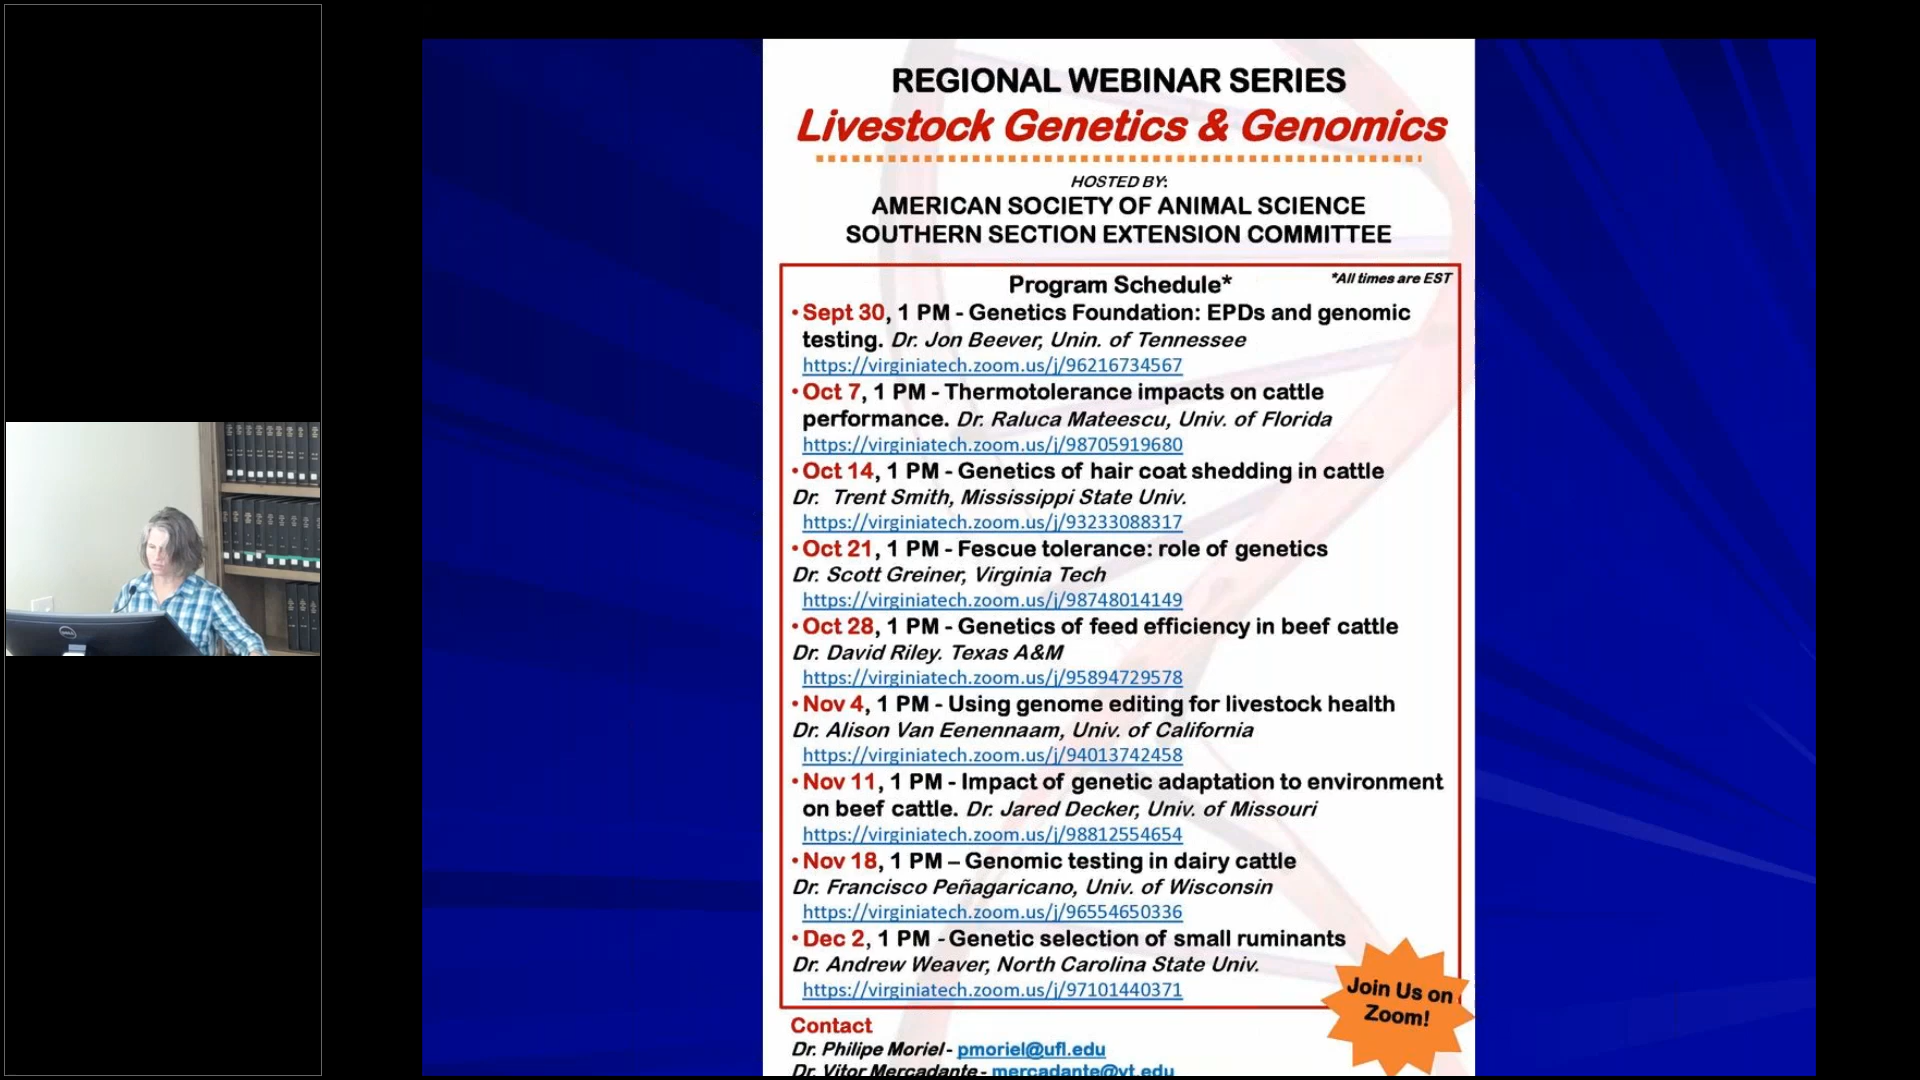 REGIONAL WEBINAR SERIES
Livestock Genetics & Genomics
HOSTED BY:
AMERICAN SOCIETY OF ANIMAL SCIENCE
SOUTHERN SECTION EXTENSION COMMITTEE
Program Schedule*
*All times are EST
• Sept 30, 1 PM - Genetics Foundation: EPDs and genomic
testing. Dr. Jon Beever, Unin. of Tennessee
https://virginiatech.zoom.us/j/96216734567
• Oct 7, 1 PM - Thermotolerance impacts on cattle
performance. Dr. Raluca Mateescu, Univ. of Florida
https://virginiatech.zoom.us/j/98705919680
• Oct 14, 1 PM - Genetics of hair coat shedding in cattle
Dr. Trent Smith, Mississippi State Univ.
https://virginiatech.zoom.us/j/93233088317
• Oct 21, 1 PM - Fescue tolerance: role of genetics
Dr. Scott Greiner, Virginia Tech
https://virginiatech.zoom.us/j/98748014149
• Oct 28, 1 PM - Genetics of feed efficiency in beef cattle
Dr. David Riley. Texas A&M
https://virginiatech.zoom.us/j/95894729578
• Nov 4, 1 PM - Using genome editing for livestock health
Dr. Alison Van Eenennaam, Univ. of California
https://virginiatech.zoom.us/j/94013742458
• Nov 11, 1 PM - Impact of genetic adaptation to environment
on beef cattle. Dr. Jared Decker, Univ. of Missouri
https://virginiatech.zoom.us/j/98812554654
• Nov 18, 1 PM – Genomic testing in dairy cattle
Dr. Francisco Peñagaricano, Univ. of Wisconsin
https://virginiatech.zoom.us/j/96554650336
• Dec 2, 1 PM - Genetic selection of small ruminants
Dr. Andrew Weaver, North Carolina State Univ.
https://virginiatech.zoom.us/j/97101440371
Join Us on
Zoom!
Contact
Dr. Philipe Moriel - pmoriel@ufl.edu
Dr. Vitor Mercadante - mercadante@vt.edu
DELL